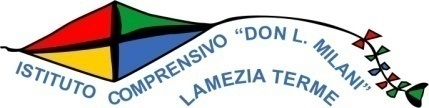 ISTITUTO COMPRENSIVO “DON L. MILANI”
LAMEZIA TERME